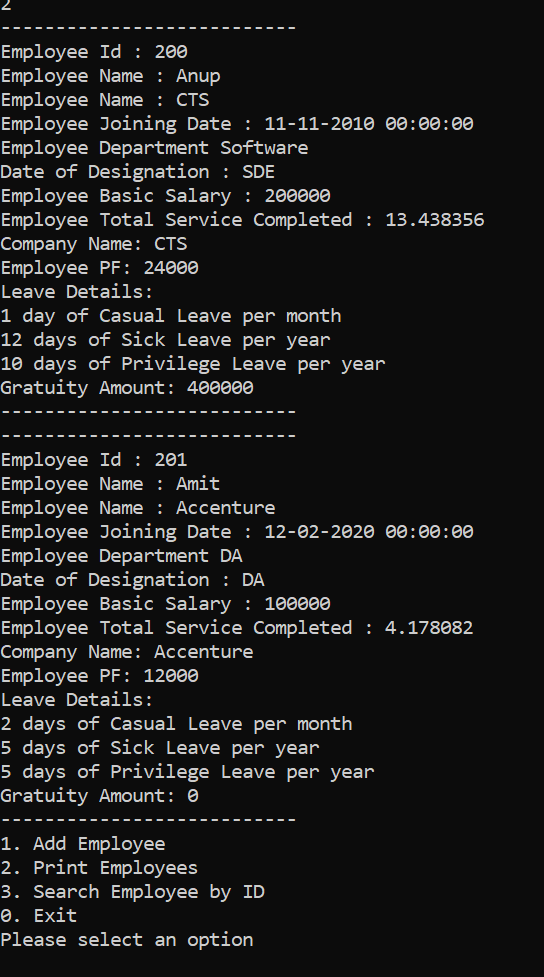 2
---------------------------
Employee Id : 200
Employee Name : Anup
Employee Name : CTS
Employee Joining Date : 11-11-2010 00:00:00
Employee Department Software
Date of Designation : SDE
Employee Basic Salary : 200000
Employee Total Service Completed : 13.438356
Company Name: CTS
Employee PF: 24000
Leave Details:
1 day of Casual Leave per month
12 days of Sick Leave per year
10 days of Privilege Leave per year
Gratuity Amount: 400000
---------------------------
---------------------------
Employee Id : 201
Employee Name : Amit
Employee Name : Accenture
Employee Joining Date : 12-02-2020 00:00:00
Employee Department DA
Date of Designation : DA
Employee Basic Salary : 100000
Employee Total Service Completed : 4.178082
Company Name: Accenture
Employee PF: 12000
Leave Details:
2 days of Casual Leave per month
5 days of Sick Leave per year
5 days of Privilege Leave per year
Gratuity Amount: 0
---------------------------
1. Add Employee
2. Print Employees
3. Search Employee by ID
0. Exit
Please select an option